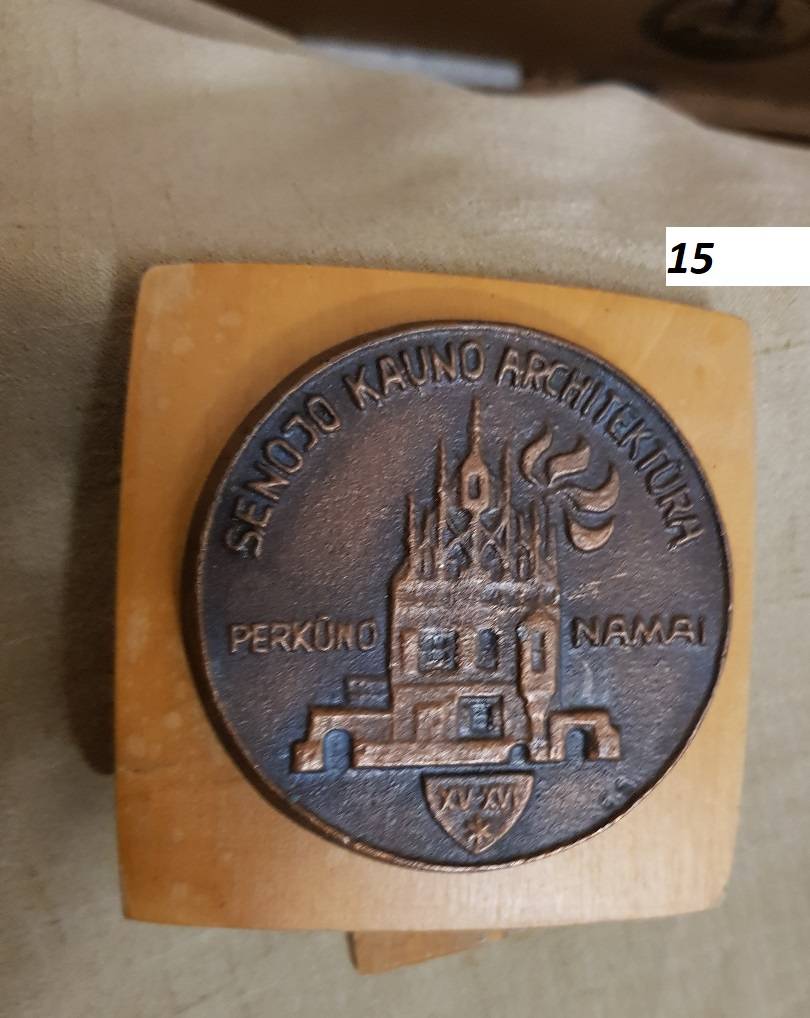 15
SENOJO KAUNO ARCHITEKTŪRA
PERKŪNO NAMAI
XV-XVI